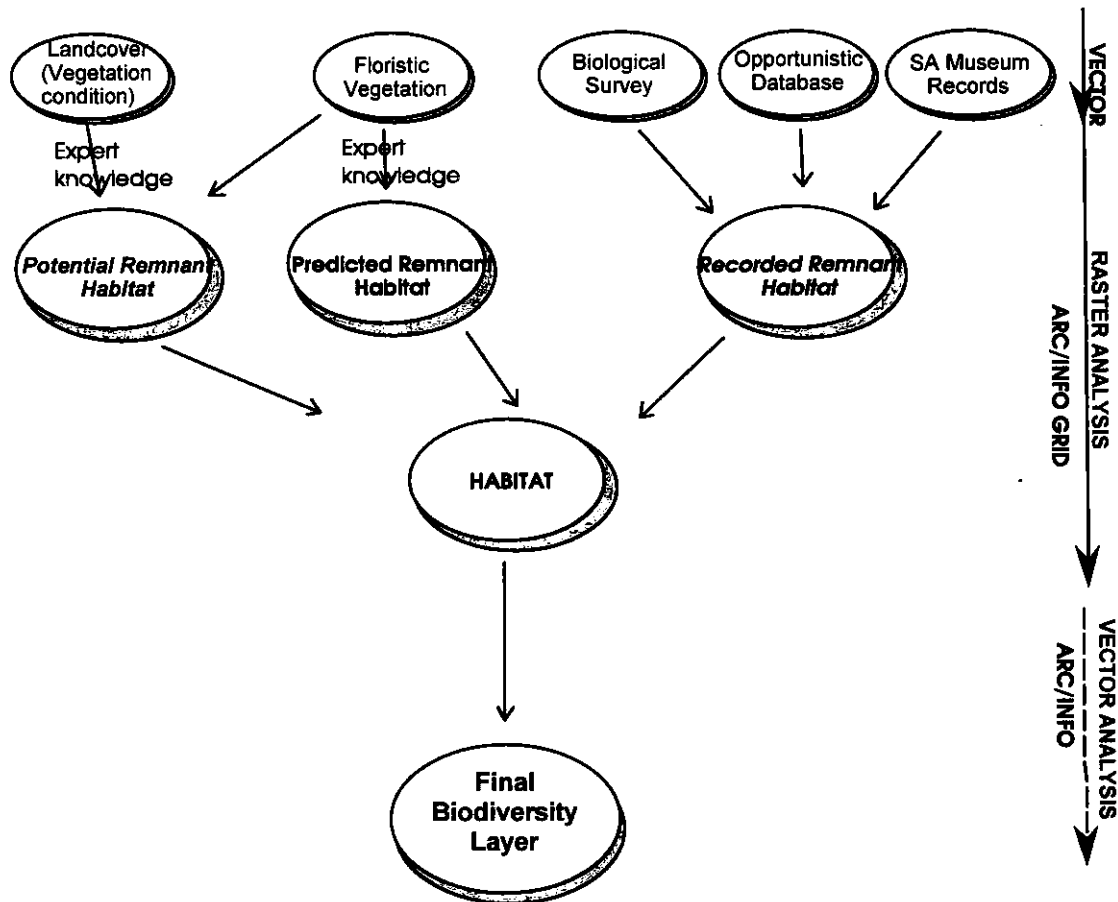 Landcover
(Vegetation
condition)
Floristic
Vegetation
Biological
Survey
Opportunistic
Database
SA Museum
Records
VECTOR
Expert
knowledge
Expert
knowledge
Potential Remnant
Habitat
Predicted Remnant
Habitat
Recorded Remnant
Habitat
RASTER ANALYSIS
ARC/INFO GRID
HABITAT
VECTOR ANALYSIS
ARC/INFO
Final
Biodiversity
Layer